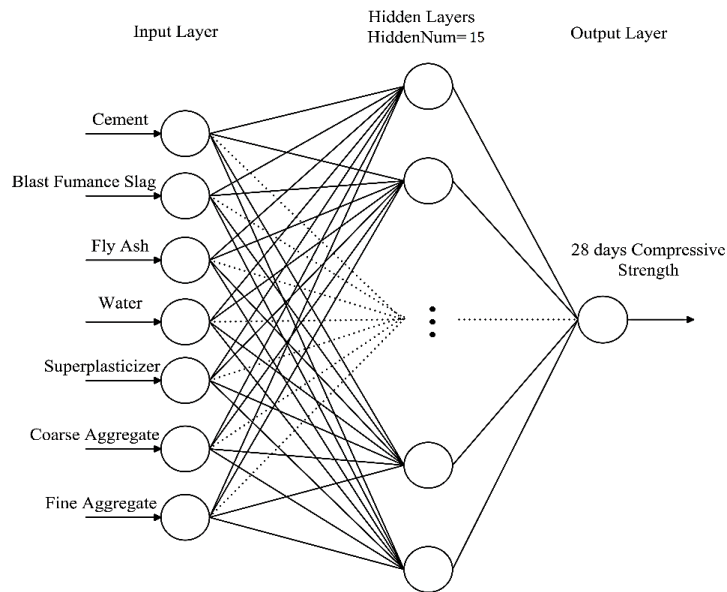 Input Layer
Hidden Layers
HiddenNum=15
Output Layer
Cement
Blast Fumance Slag
Fly Ash
Water
Superplasticizer
Coarse Aggregate
Fine Aggregate
28 days Compressive
Strength